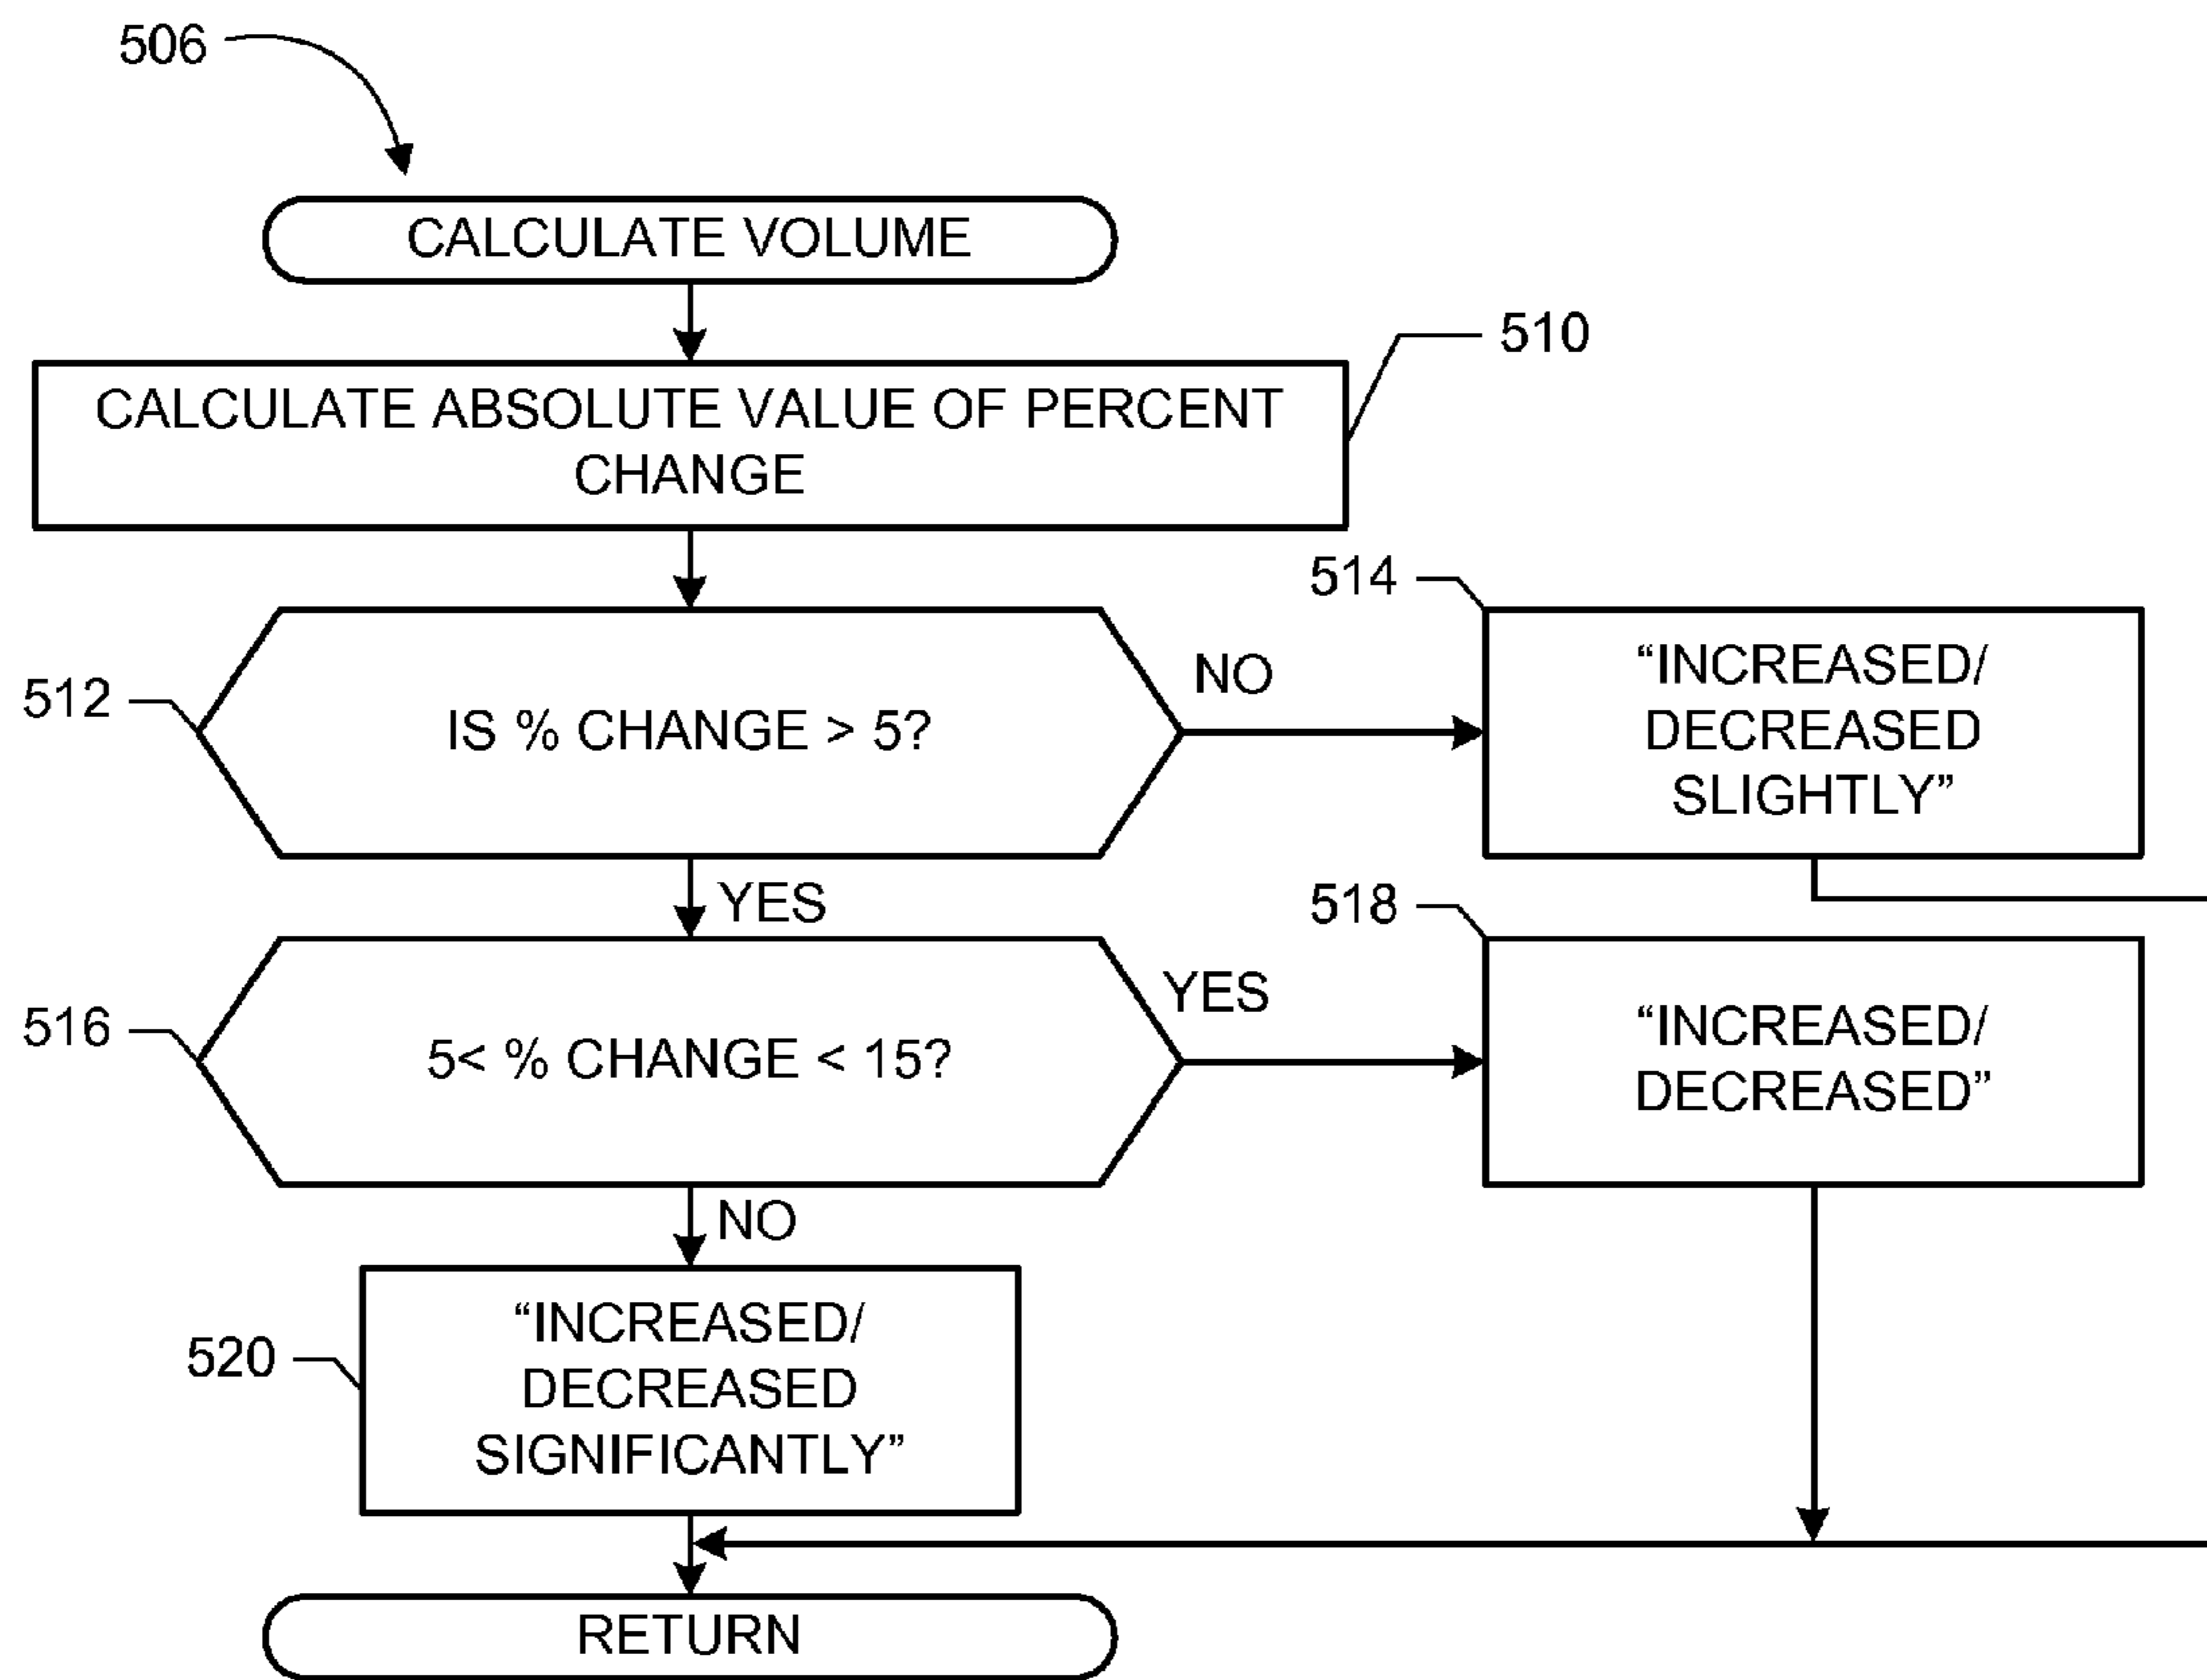 506
CALCULATE VOLUME
510
CALCULATE ABSOLUTE VALUE OF PERCENT
CHANGE
512
IS % CHANGE > 5?
NO
514
“INCREASED/
DECREASED
SLIGHTLY”
YES
516
5< % CHANGE < 15?
YES
518
“INCREASED/
DECREASED”
NO
520
“INCREASED/
DECREASED
SIGNIFICANTLY”
RETURN